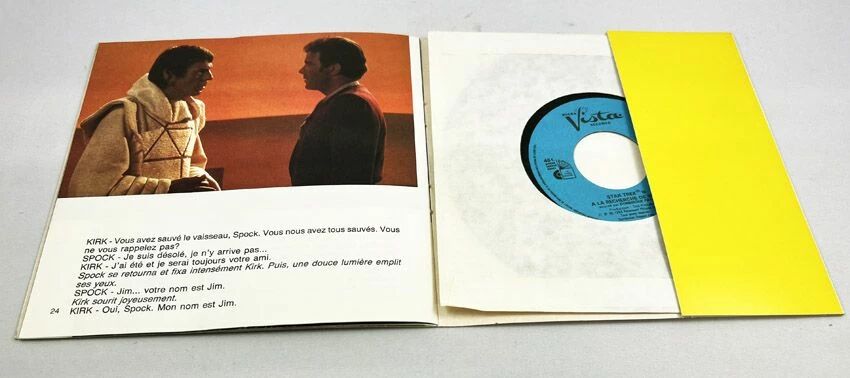 KIRK - Vous avez sauvé le vaisseau, Spock. Vous nous avez tous sauvés. Vous
ne vous rappelez pas?
SPOCK - Je suis désolé, je n'y arrive pas...
KIRK - J'ai été et je serai toujours votre ami.
Spock se retourna et fixa intensément Kirk. Puis, une douce lumière emplit
ses yeux.
SPOCK - Jim... votre nom est Jim.
Kirk sourit joyeusement.
24 KIRK - Oui, Spock. Mon nom est Jim.
Vista
RECORDS
461
STAR TREK
A LA RECHERCHE DE